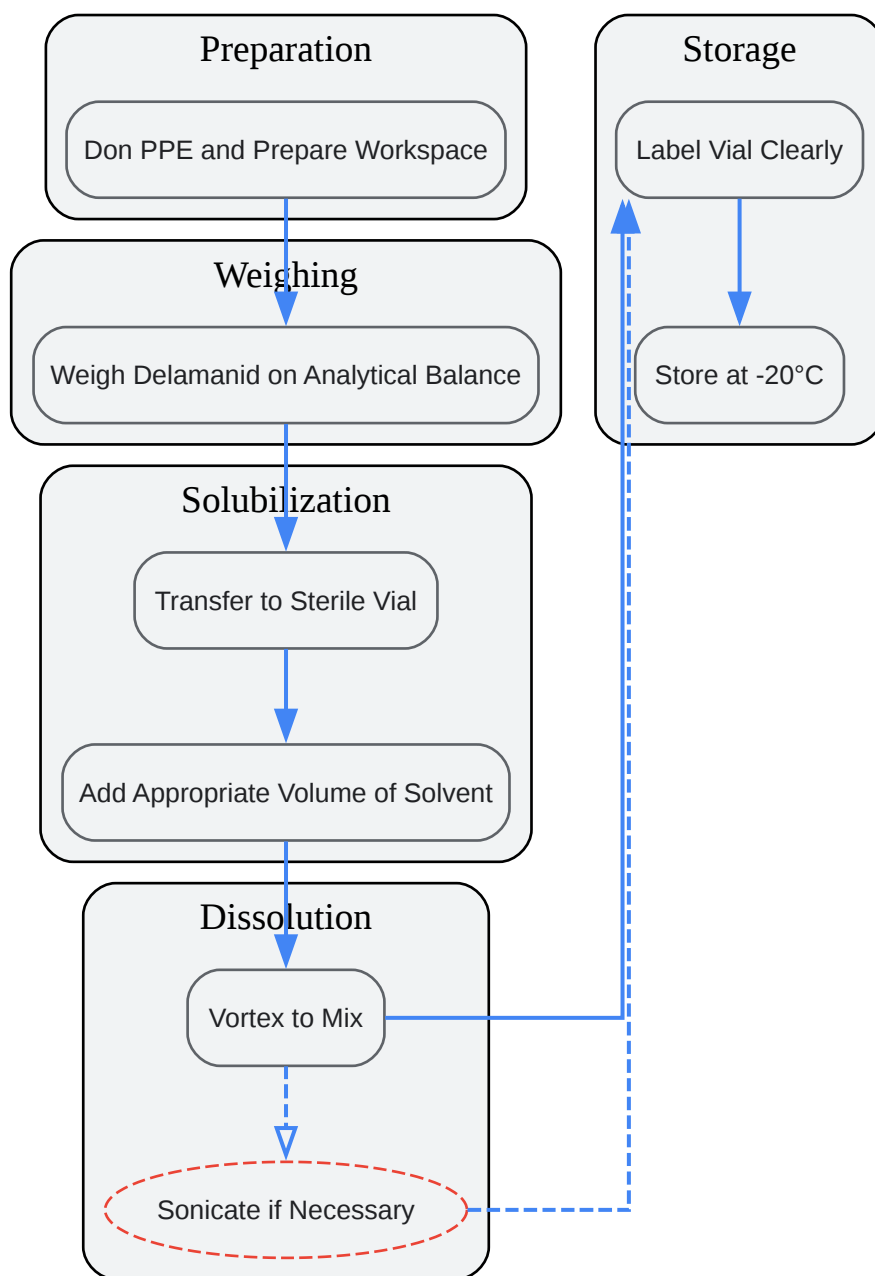 Preparation
Don PPE and Prepare Workspace
Weighing
Weigh Delamanid on Analytical Balance
Solubilization
Transfer to Sterile Vial
Add Appropriate Volume of Solvent
Dissolution
Vortex to Mix
Sonicate if Necessary
Storage
Label Vial Clearly
Store at -20°C